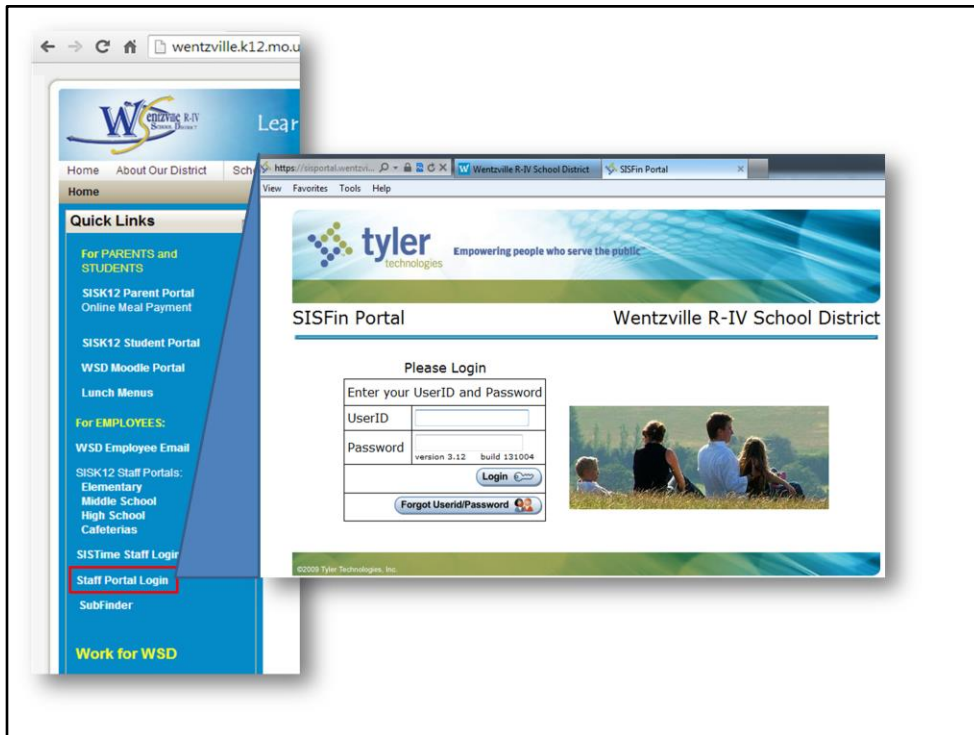 wentzville.k12.mo.u
Wentzville R-IV
School District
Lear
Home About Our District Sch
Home
Quick Links
For PARENTS and
STUDENTS
SISK12 Parent Portal
Online Meal Payment
SISK12 Student Portal
WSD Moodle Portal
Lunch Menus
For EMPLOYEES:
WSD Employee Email
SISK12 Staff Portals:
Elementary
Middle School
High School
Cafeterias
SISTime Staff Login
Staff Portal Login
SubFinder
Work for WSD
https://sisportal.wentzvi... Wentzville R-IV School District SISFin Portal
View Favorites Tools Help
tyler
technologies
Empowering people who serve the public™
SISFin Portal Wentzville R-IV School District
Please Login
Enter your UserID and Password
UserID
Password
version 3.12 build 131004
Login
Forgot Userid/Password
©2009 Tyler Technologies, Inc.